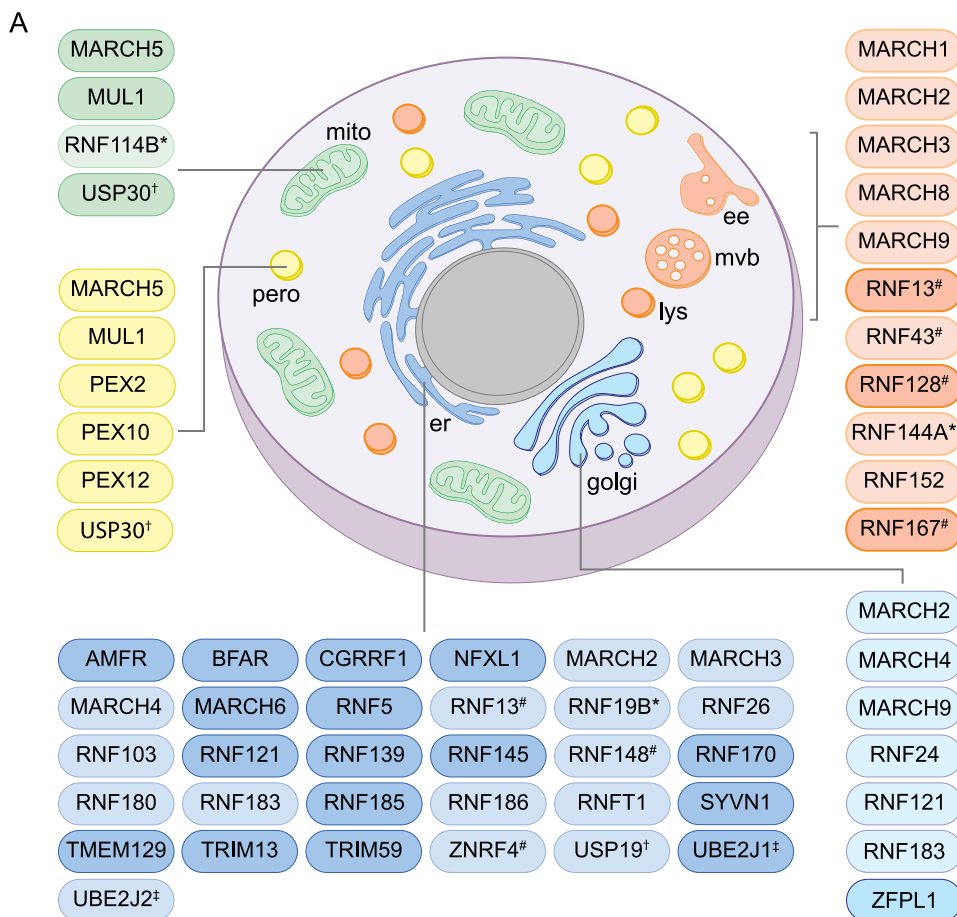 A
MARCH5
MUL1
RNF114B*
USP30†
MARCH5
MUL1
PEX2
PEX10
PEX12
USP30†
mito
pero
er
golgi
lys
mvb
ee
MARCH1
MARCH2
MARCH3
MARCH8
MARCH9
RNF13#
RNF43#
RNF128#
RNF144A*
RNF152
RNF167#
AMFR BFAR CGRRF1 NFXL1 MARCH2 MARCH3
MARCH4 MARCH6 RNF5 RNF13# RNF19B* RNF26
RNF103 RNF121 RNF139 RNF145 RNF148# RNF170
RNF180 RNF183 RNF185 RNF186 RNFT1 SYVN1
TMEM129 TRIM13 TRIM59 ZNRF4# USP19† UBE2J1‡
UBE2J2‡
MARCH2
MARCH4
MARCH9
RNF24
RNF121
RNF183
ZFPL1